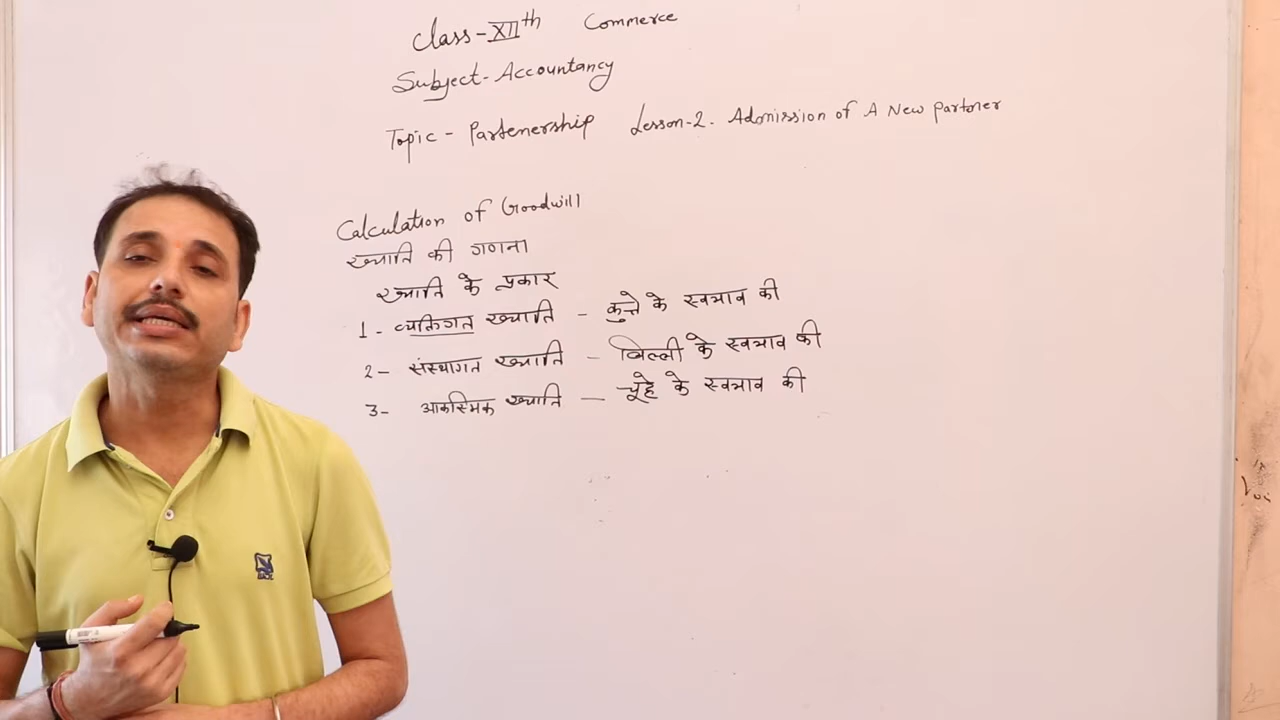 Class-XIIth Commerce
Subject-Accountancy
Topic- Partenership Lesson-2. Admission of A New partner
Calculation of Goodwill
ख्याति की गणना
ख्याति के प्रकार
1- व्यक्तिगत ख्याति - कुत्ते के स्वभाव की
2- संस्थागत ख्याति - बिल्ली के स्वभाव की
3- आकस्मिक ख्याति - चूहे के स्वभाव की